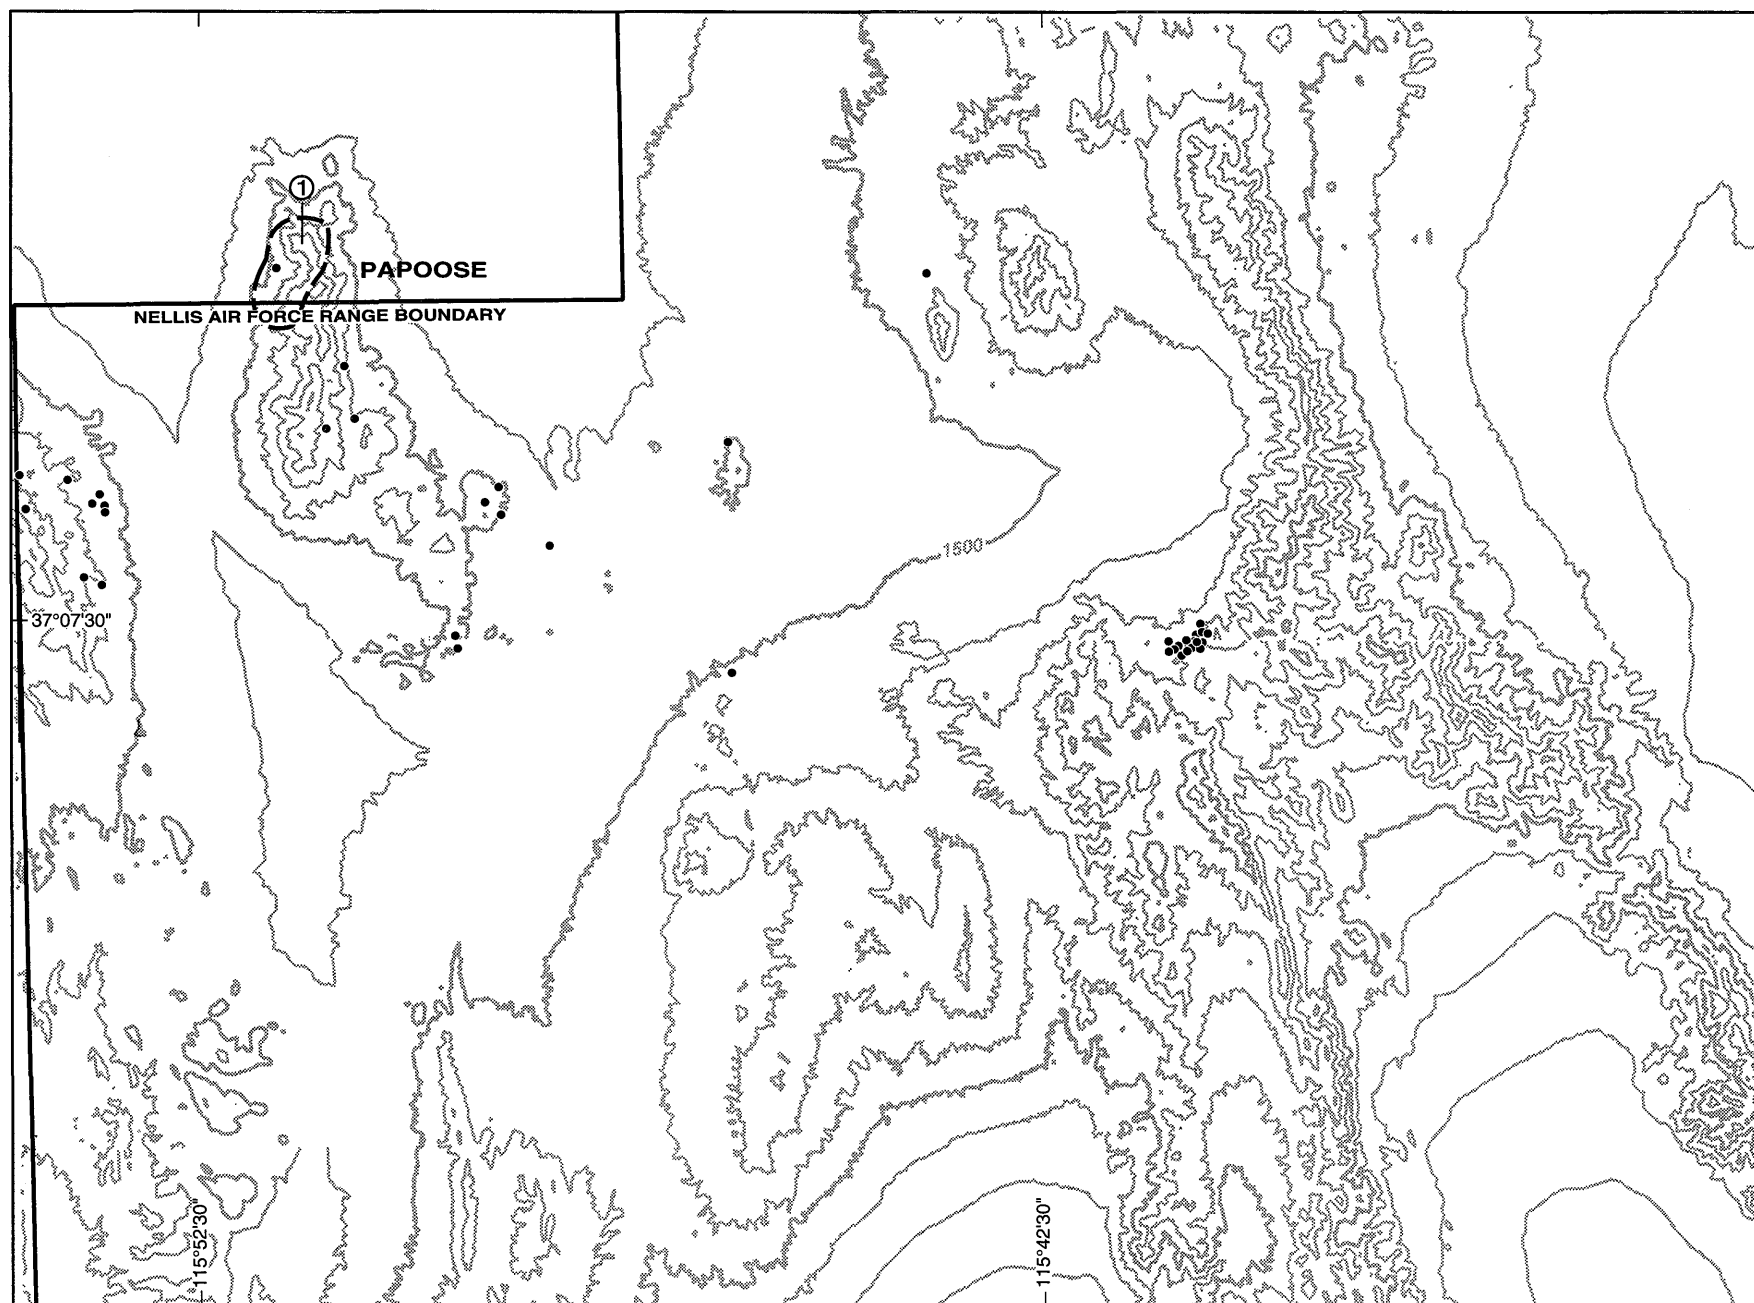 1
PAPOOSE
NELLIS AIR FORCE RANGE BOUNDARY
1500
37°07'30"
115°52'30"
115°42'30"